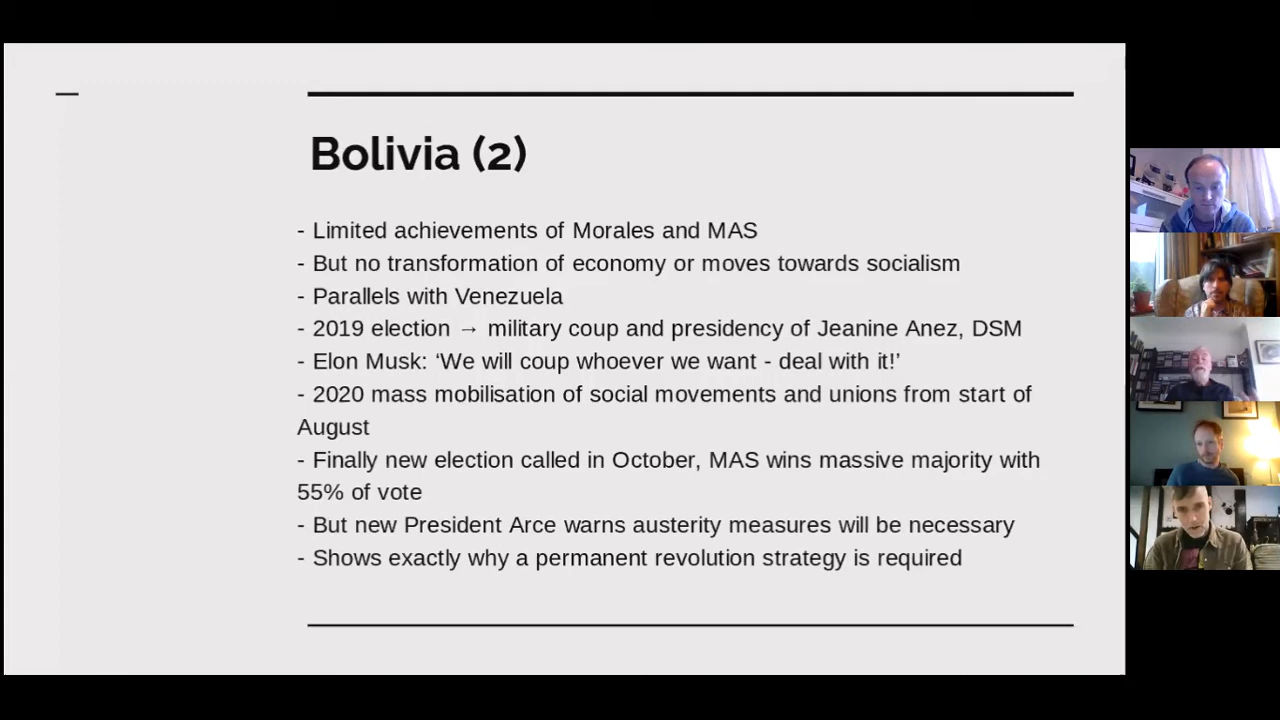 Bolivia (2)
- Limited achievements of Morales and MAS
- But no transformation of economy or moves towards socialism
- Parallels with Venezuela
- 2019 election → military coup and presidency of Jeanine Anez, DSM
- Elon Musk: ‘We will coup whoever we want - deal with it!’
- 2020 mass mobilisation of social movements and unions from start of
August
- Finally new election called in October, MAS wins massive majority with
55% of vote
- But new President Arce warns austerity measures will be necessary
- Shows exactly why a permanent revolution strategy is required